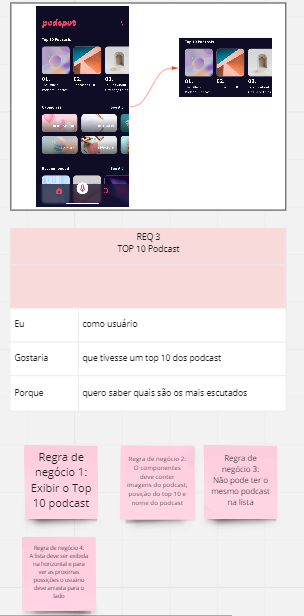 podaput
Top 10 Podcasts
01.
02.
03.
Categories
Top 10 Podcasts
01.
02.
03.
REQ 3
TOP 10 Podcast
Eu como usuário
Gostaria que tivesse um top 10 dos podcast
Porque quero saber quais são os mais escutados
Regra de
negócio 1:
Exibir o Top
10 podcast
Regra de negócio 2:
O componentes
deve conter
imagens do podcast,
posição do top 10 e
nome do podcast
Regra de
negócio 3:
Não pode ter o
mesmo podcast
na lista
Regra de negócio 4:
A lista deve ser exibida
na horizontal e para
ver as proximas
posições o usuário
deve arrasta para o
lado